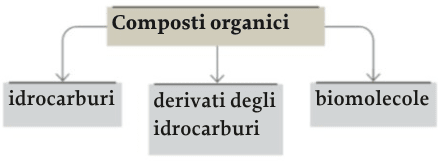 Composti organici
idrocarburi
derivati degli
idrocarburi
biomolecole